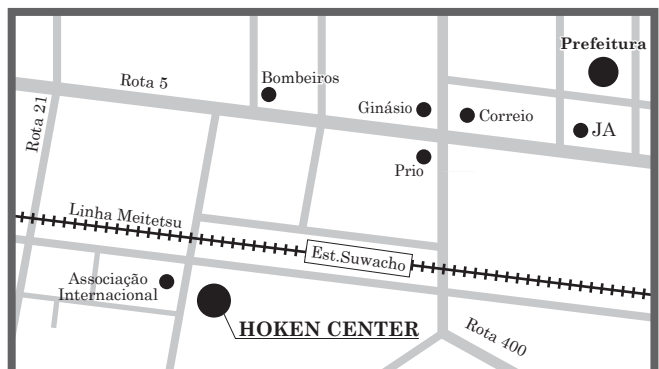 Prefeitura
Bombeiros
Rota 5
Ginásio
Correio
JA
Rota 21
Prio
Linha Meitetsu
Est.Suwacho
Associação
Internacional
HOKEN CENTER
Rota 400